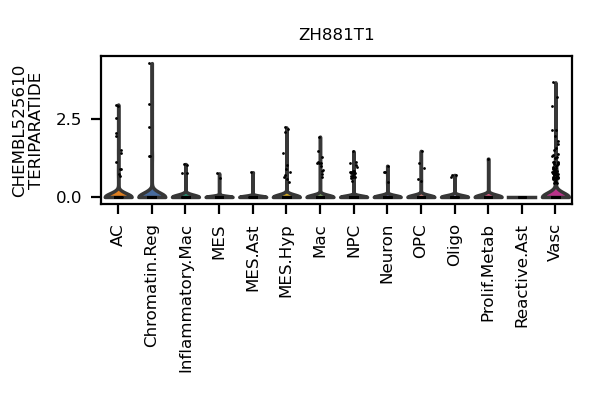 ZH881T1
CHEMBL525610
TERIPARATIDE
2.5
0.0
AC
Chromatin.Reg
Inflammatory.Mac
MES
MES.Ast
MES.Hyp
Mac
NPC
Neuron
OPC
Oligo
Prolif.Metab
Reactive.Ast
Vasc